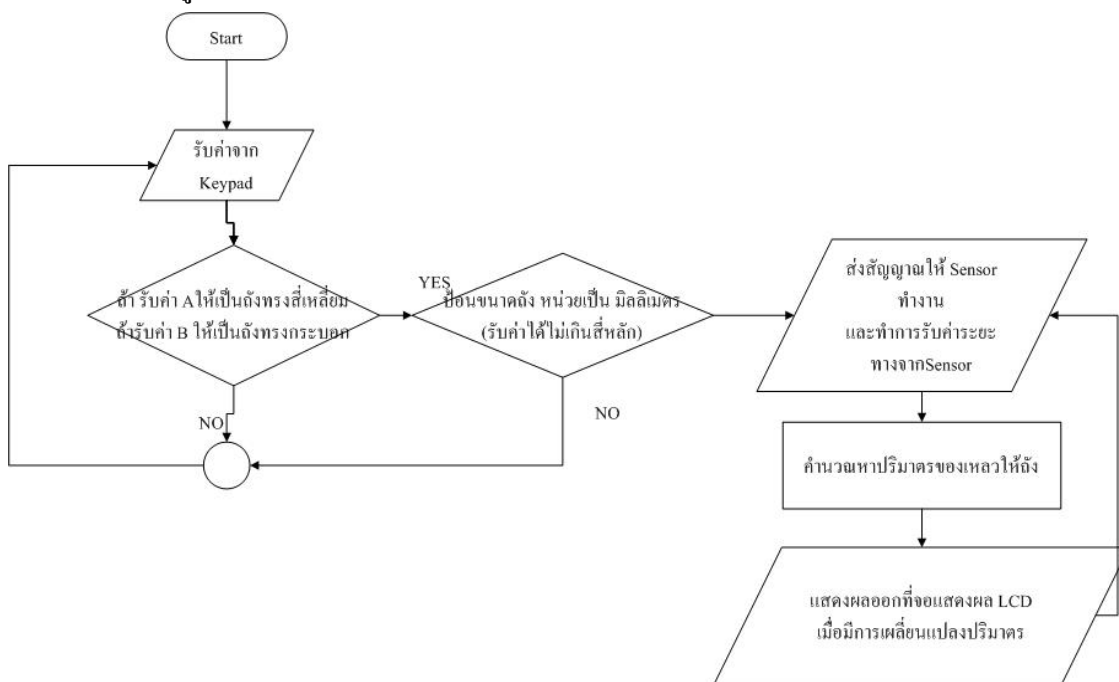 Start
รับค่าจาก
Keypad
ถ้า รับค่า A ให้เป็นถังทรงสี่เหลี่ยม
ถ้ารับค่า B ให้เป็นถังทรงกระบอก
YES
ป้อนขนาดถัง หน่วยเป็น มิลลิเมตร
(รับค่าได้ไม่เกินสี่หลัก)
NO
NO
ส่งสัญญาณให้ Sensor
ทำงาน
และทำการรับค่าระยะ
ทางจากSensor
คำนวณหาปริมาตรของเหลวให้ถัง
แสดงผลออกที่จอแสดงผล LCD
เมื่อมีการเผลี่ยนแปลงปริมาตร